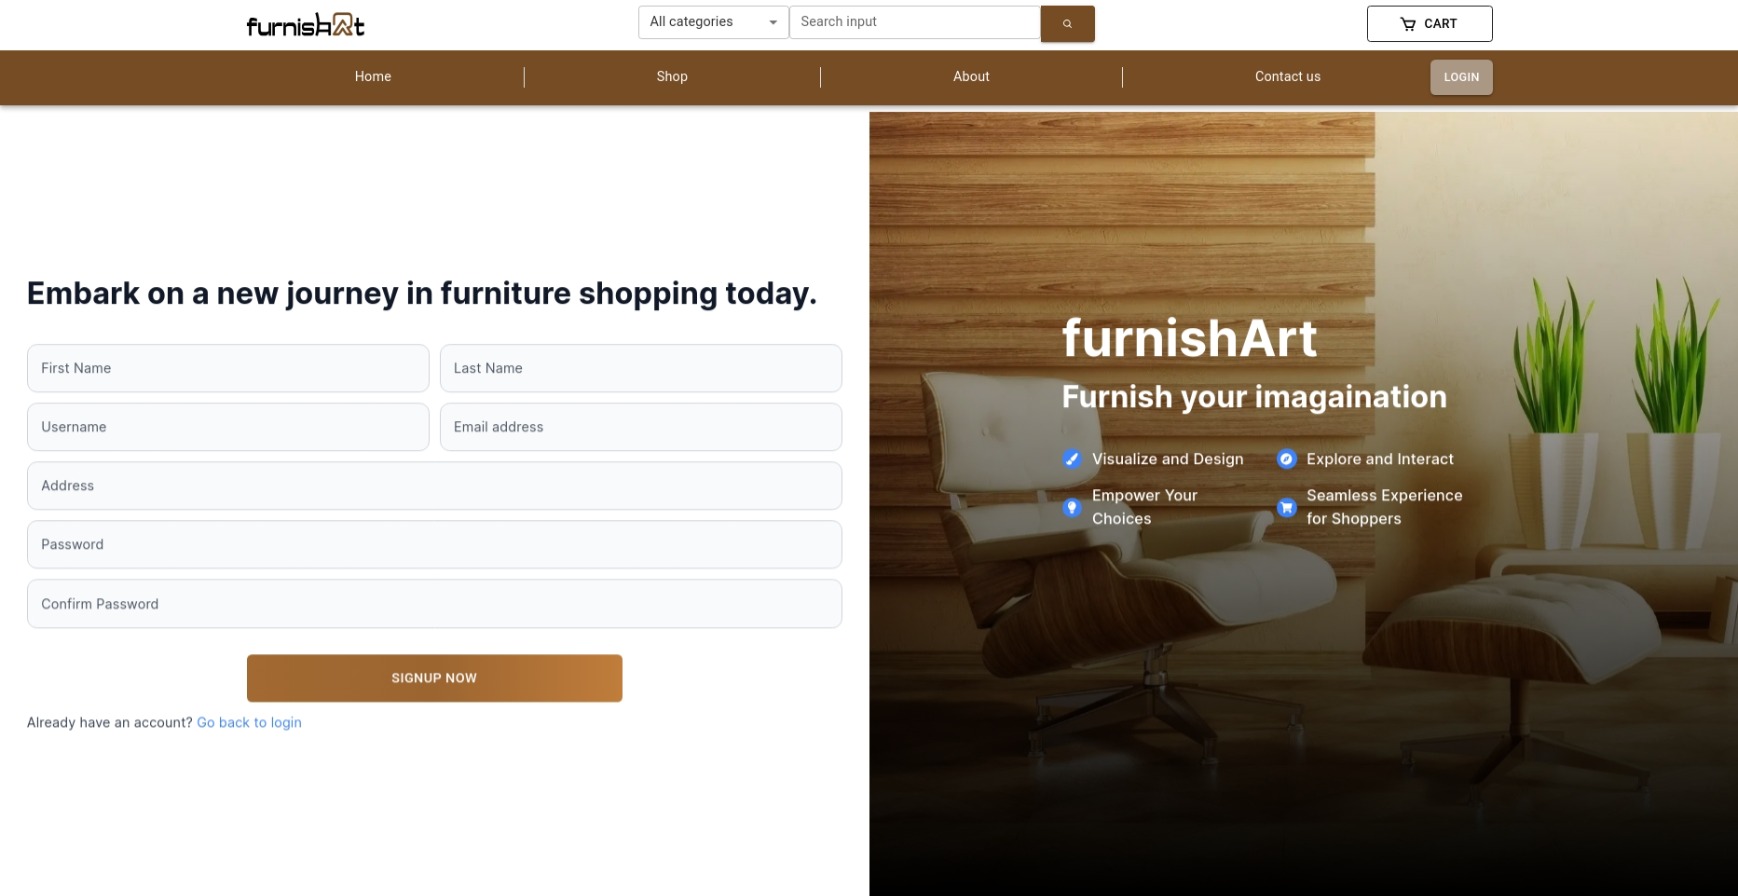 furnishArt
All categories
Search input
CART
Home
Shop
About
Contact us
LOGIN
Embark on a new journey in furniture shopping today.
First Name
Last Name
Username
Email address
Address
Password
Confirm Password
SIGNUP NOW
Already have an account? Go back to login
furnishArt
Furnish your imagaination
Visualize and Design
Explore and Interact
Empower Your
Choices
Seamless Experience
for Shoppers